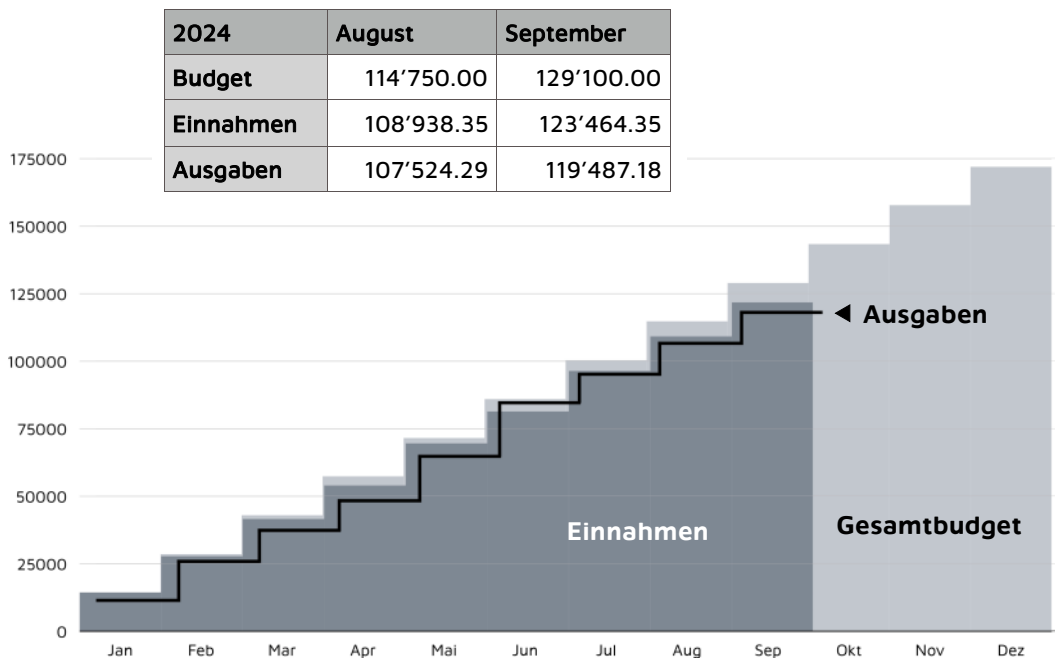 2024 August September
Budget 114’750.00 129’100.00
Einnahmen 108’938.35 123’464.35
Ausgaben 107’524.29 119’487.18
175000
150000
125000
◄ Ausgaben
100000
75000
50000
Einnahmen Gesamtbudget
25000
0
Jan Feb Mar Apr Mai Jun Jul Aug Sep Okt Nov Dez